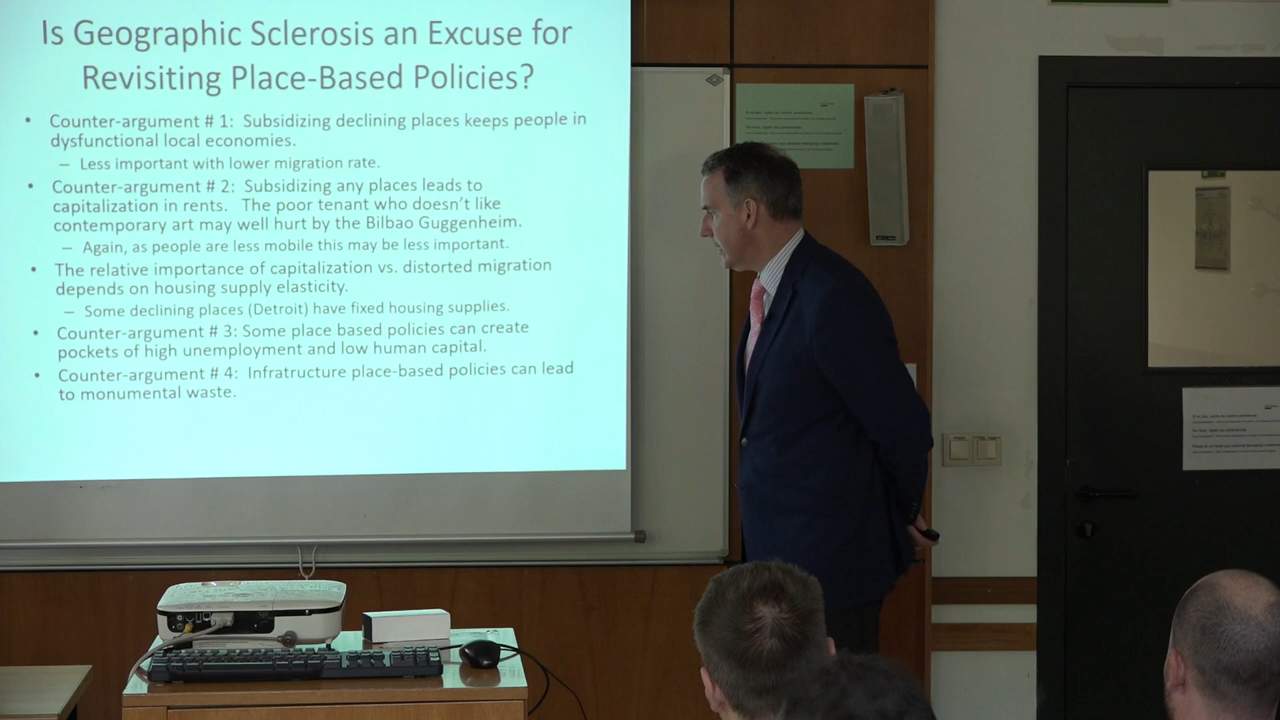 Is Geographic Sclerosis an Excuse for
Revisiting Place-Based Policies?
• Counter-argument # 1: Subsidizing declining places keeps people in
dysfunctional local economies.
– Less important with lower migration rate.
• Counter-argument # 2: Subsidizing any places leads to
capitalization in rents. The poor tenant who doesn't like
contemporary art may well hurt by the Bilbao Guggenheim.
– Again, as people are less mobile this may be less important.
• The relative importance of capitalization vs. distorted migration
depends on housing supply elasticity.
– Some declining places (Detroit) have fixed housing supplies.
• Counter-argument # 3: Some place based policies can create
pockets of high unemployment and low human capital.
• Counter-argument # 4: Infratructure place-based policies can lead
to monumental waste.